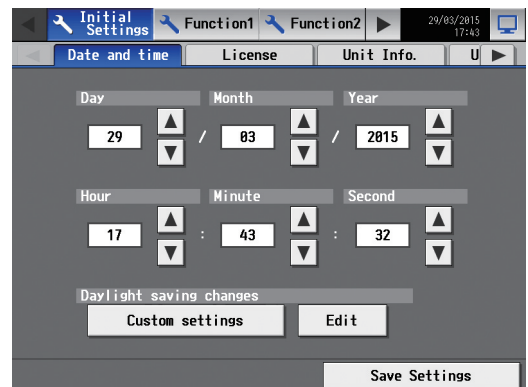 Initial Settings Function1 Function2 29/03/2015 17:43
Date and time License Unit Info. U
Day Month Year
29 / 03 / 2015
Hour Minute Second
17 : 43 : 32
Daylight saving changes
Custom settings Edit
Save Settings